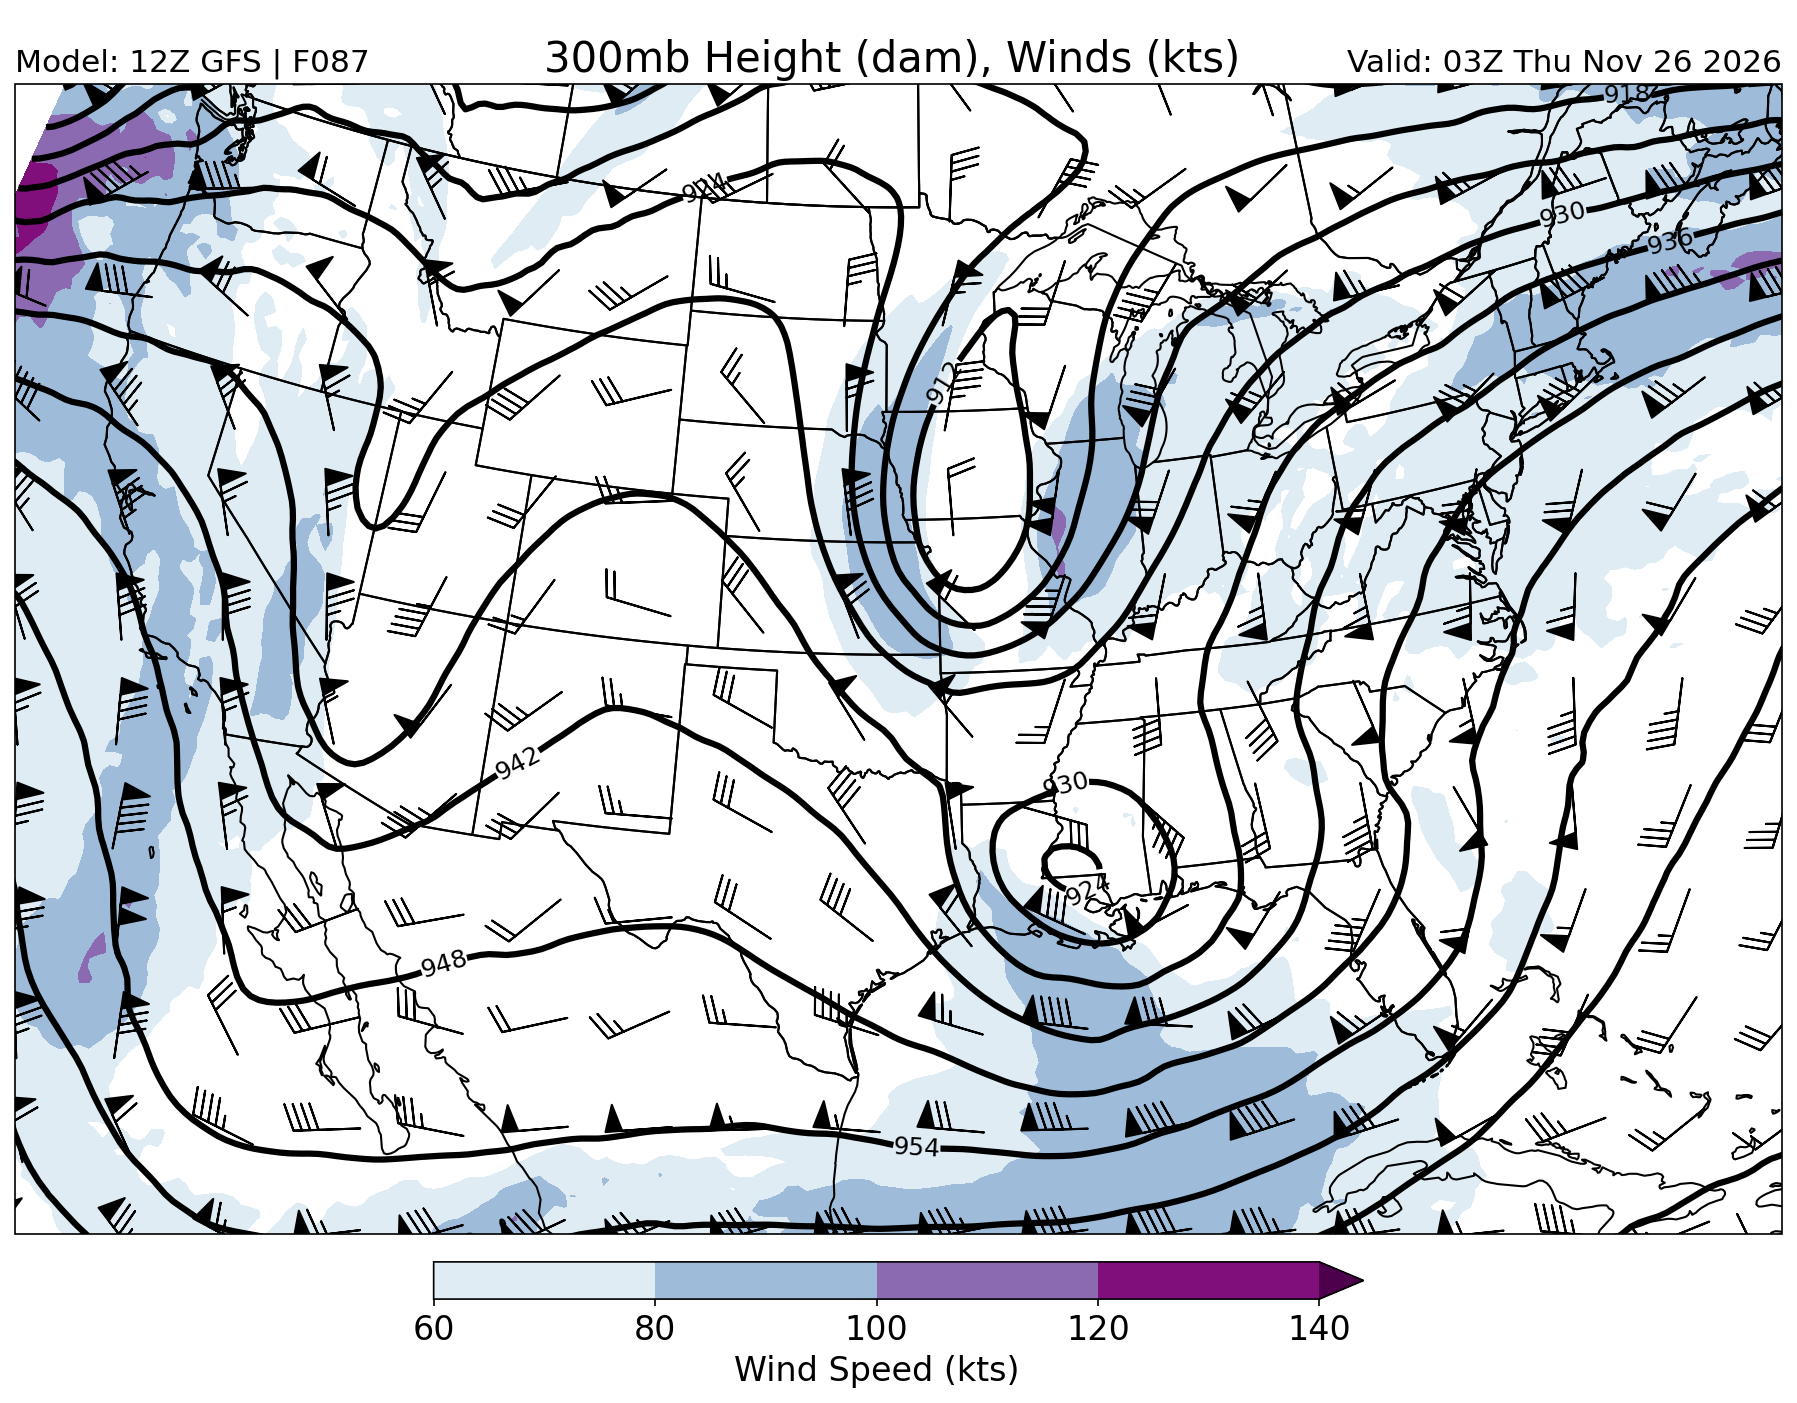 Model: 12Z GFS | F087
300mb Height (dam), Winds (kts)
Valid: 03Z Thu Nov 26 2026
918
924
930
936
912
942
930
924
948
954
60 80 100 120 140
Wind Speed (kts)